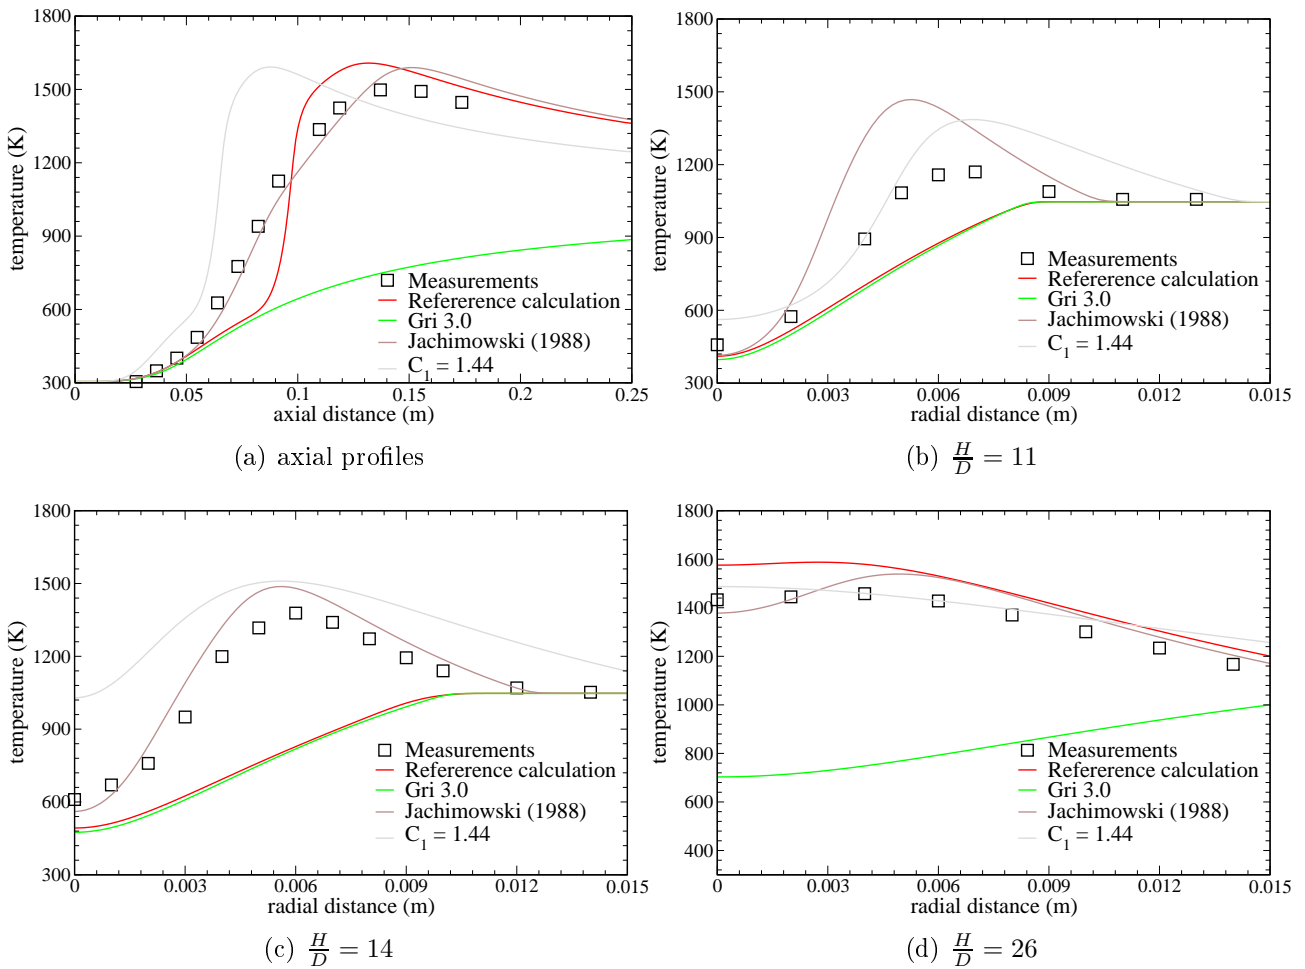 1800
1500
1200
900
600
300
temperature (K)
0 0.05 0.1 0.15 0.2 0.25
axial distance (m)
Measurements
Refererence calculation
Gri 3.0
Jachimowski (1988)
C1 = 1.44
(a) axial profiles
1800
1500
1200
900
600
300
temperature (K)
0 0.003 0.006 0.009 0.012 0.015
radial distance (m)
Measurements
Refererence calculation
Gri 3.0
Jachimowski (1988)
C1 = 1.44
(b) H/D = 11
1800
1500
1200
900
600
300
temperature (K)
0 0.003 0.006 0.009 0.012 0.015
radial distance (m)
Measurements
Refererence calculation
Gri 3.0
Jachimowski (1988)
C1 = 1.44
(c) H/D = 14
1800
1600
1400
1200
1000
800
600
400
temperature (K)
0 0.003 0.006 0.009 0.012 0.015
radial distance (m)
Measurements
Refererence calculation
Gri 3.0
Jachimowski (1988)
C1 = 1.44
(d) H/D = 26